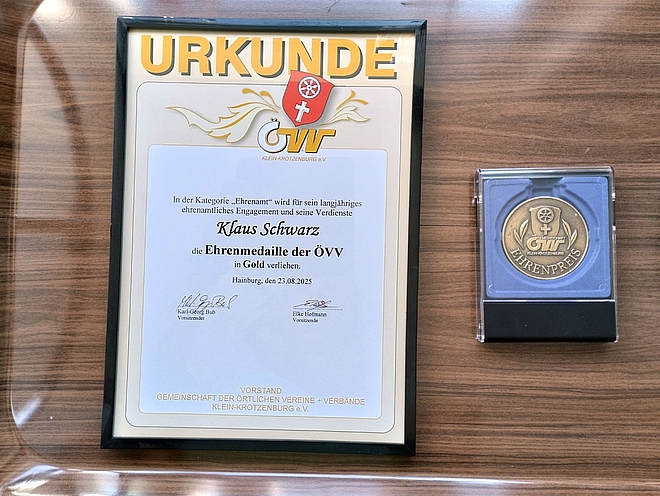 URKUNDE
ÖVV
KLEIN-KROTZENBURG e.V.
In der Kategorie „Ehrenamt" wird für sein langjähriges
ehrenamtliches Engagement und seine Verdienste
Klaus Schwarz
die Ehrenmedaille der ÖVV
in Gold verliehen.
Hainburg, den 23.08.2025
Karl-Georg Bub
Vorsitzender
Elke Hofmann
Vorsitzende
VORSTAND
GEMEINSCHAFT DER ÖRTLICHEN VEREINE + VERBÄNDE
KLEIN-KROTZENBURG e.V.
ÖVV
KLEIN-KROTZENBURG
EHRENPREIS